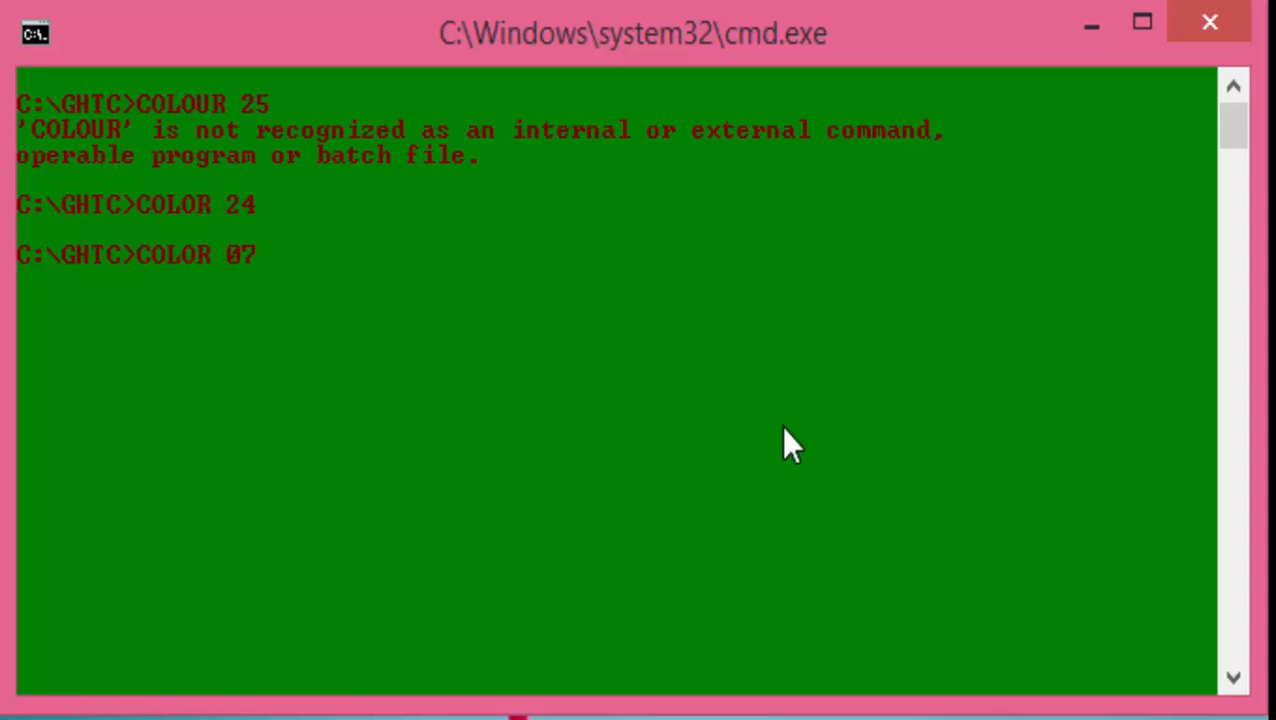 C:\Windows\system32\cmd.exe
C:\GHTC>COLOUR 25
'COLOUR' is not recognized as an internal or external command,
operable program or batch file.
C:\GHTC>COLOR 24
C:\GHTC>COLOR 07